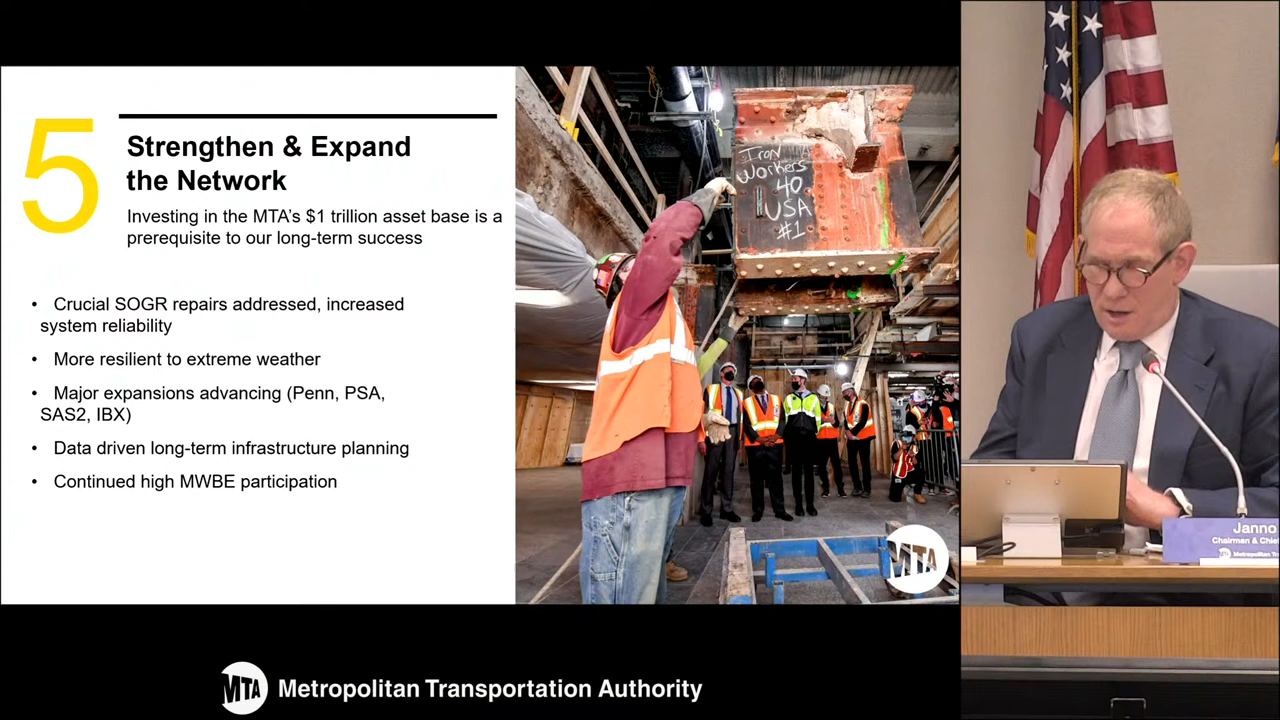 5
Strengthen & Expand
the Network
Investing in the MTA's $1 trillion asset base is a
prerequisite to our long-term success
• Crucial SOGR repairs addressed, increased
system reliability
• More resilient to extreme weather
• Major expansions advancing (Penn, PSA,
SAS2, IBX)
• Data driven long-term infrastructure planning
• Continued high MWBE participation
Iron
Workers
40
USA
#1
MTA
Janno
Chairman & Chie
Metropolitan
MTA Metropolitan Transportation Authority